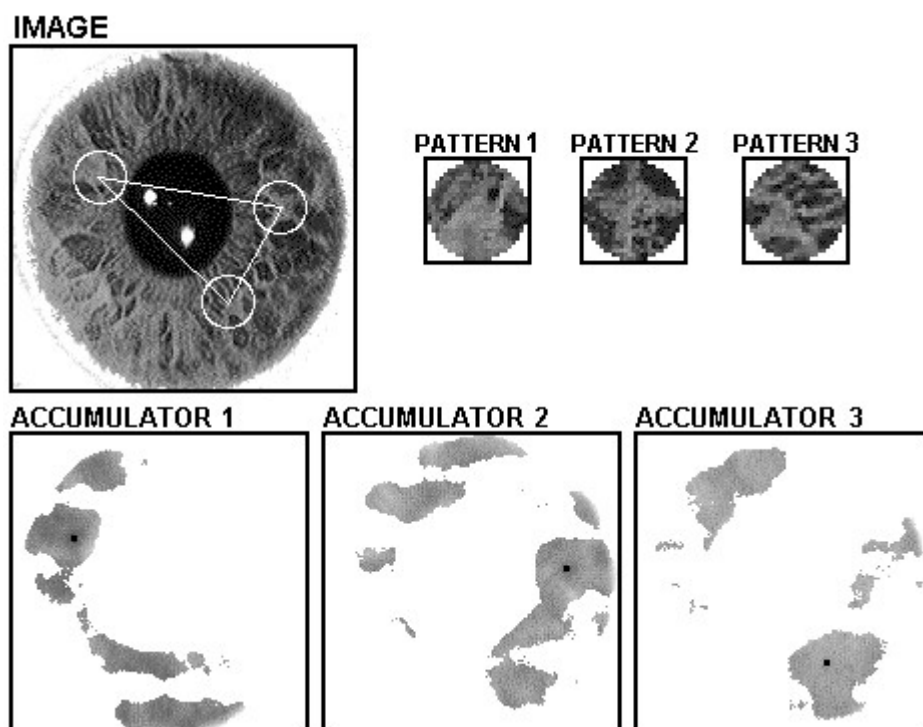 IMAGE
PATTERN 1
PATTERN 2
PATTERN 3
ACCUMULATOR 1
ACCUMULATOR 2
ACCUMULATOR 3